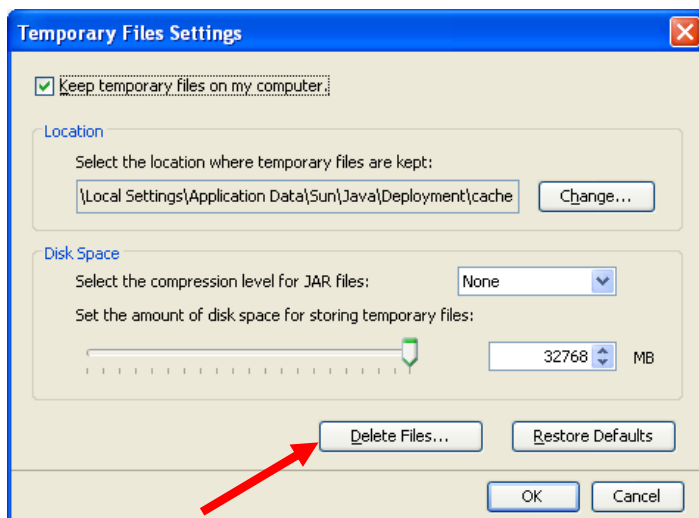 Temporary Files Settings
Keep temporary files on my computer.
Location
Select the location where temporary files are kept:
\Local Settings\Application Data\Sun\Java\Deployment\cache
Change...
Disk Space
Select the compression level for JAR files:
None
Set the amount of disk space for storing temporary files:
32768 MB
Delete Files...
Restore Defaults
OK
Cancel